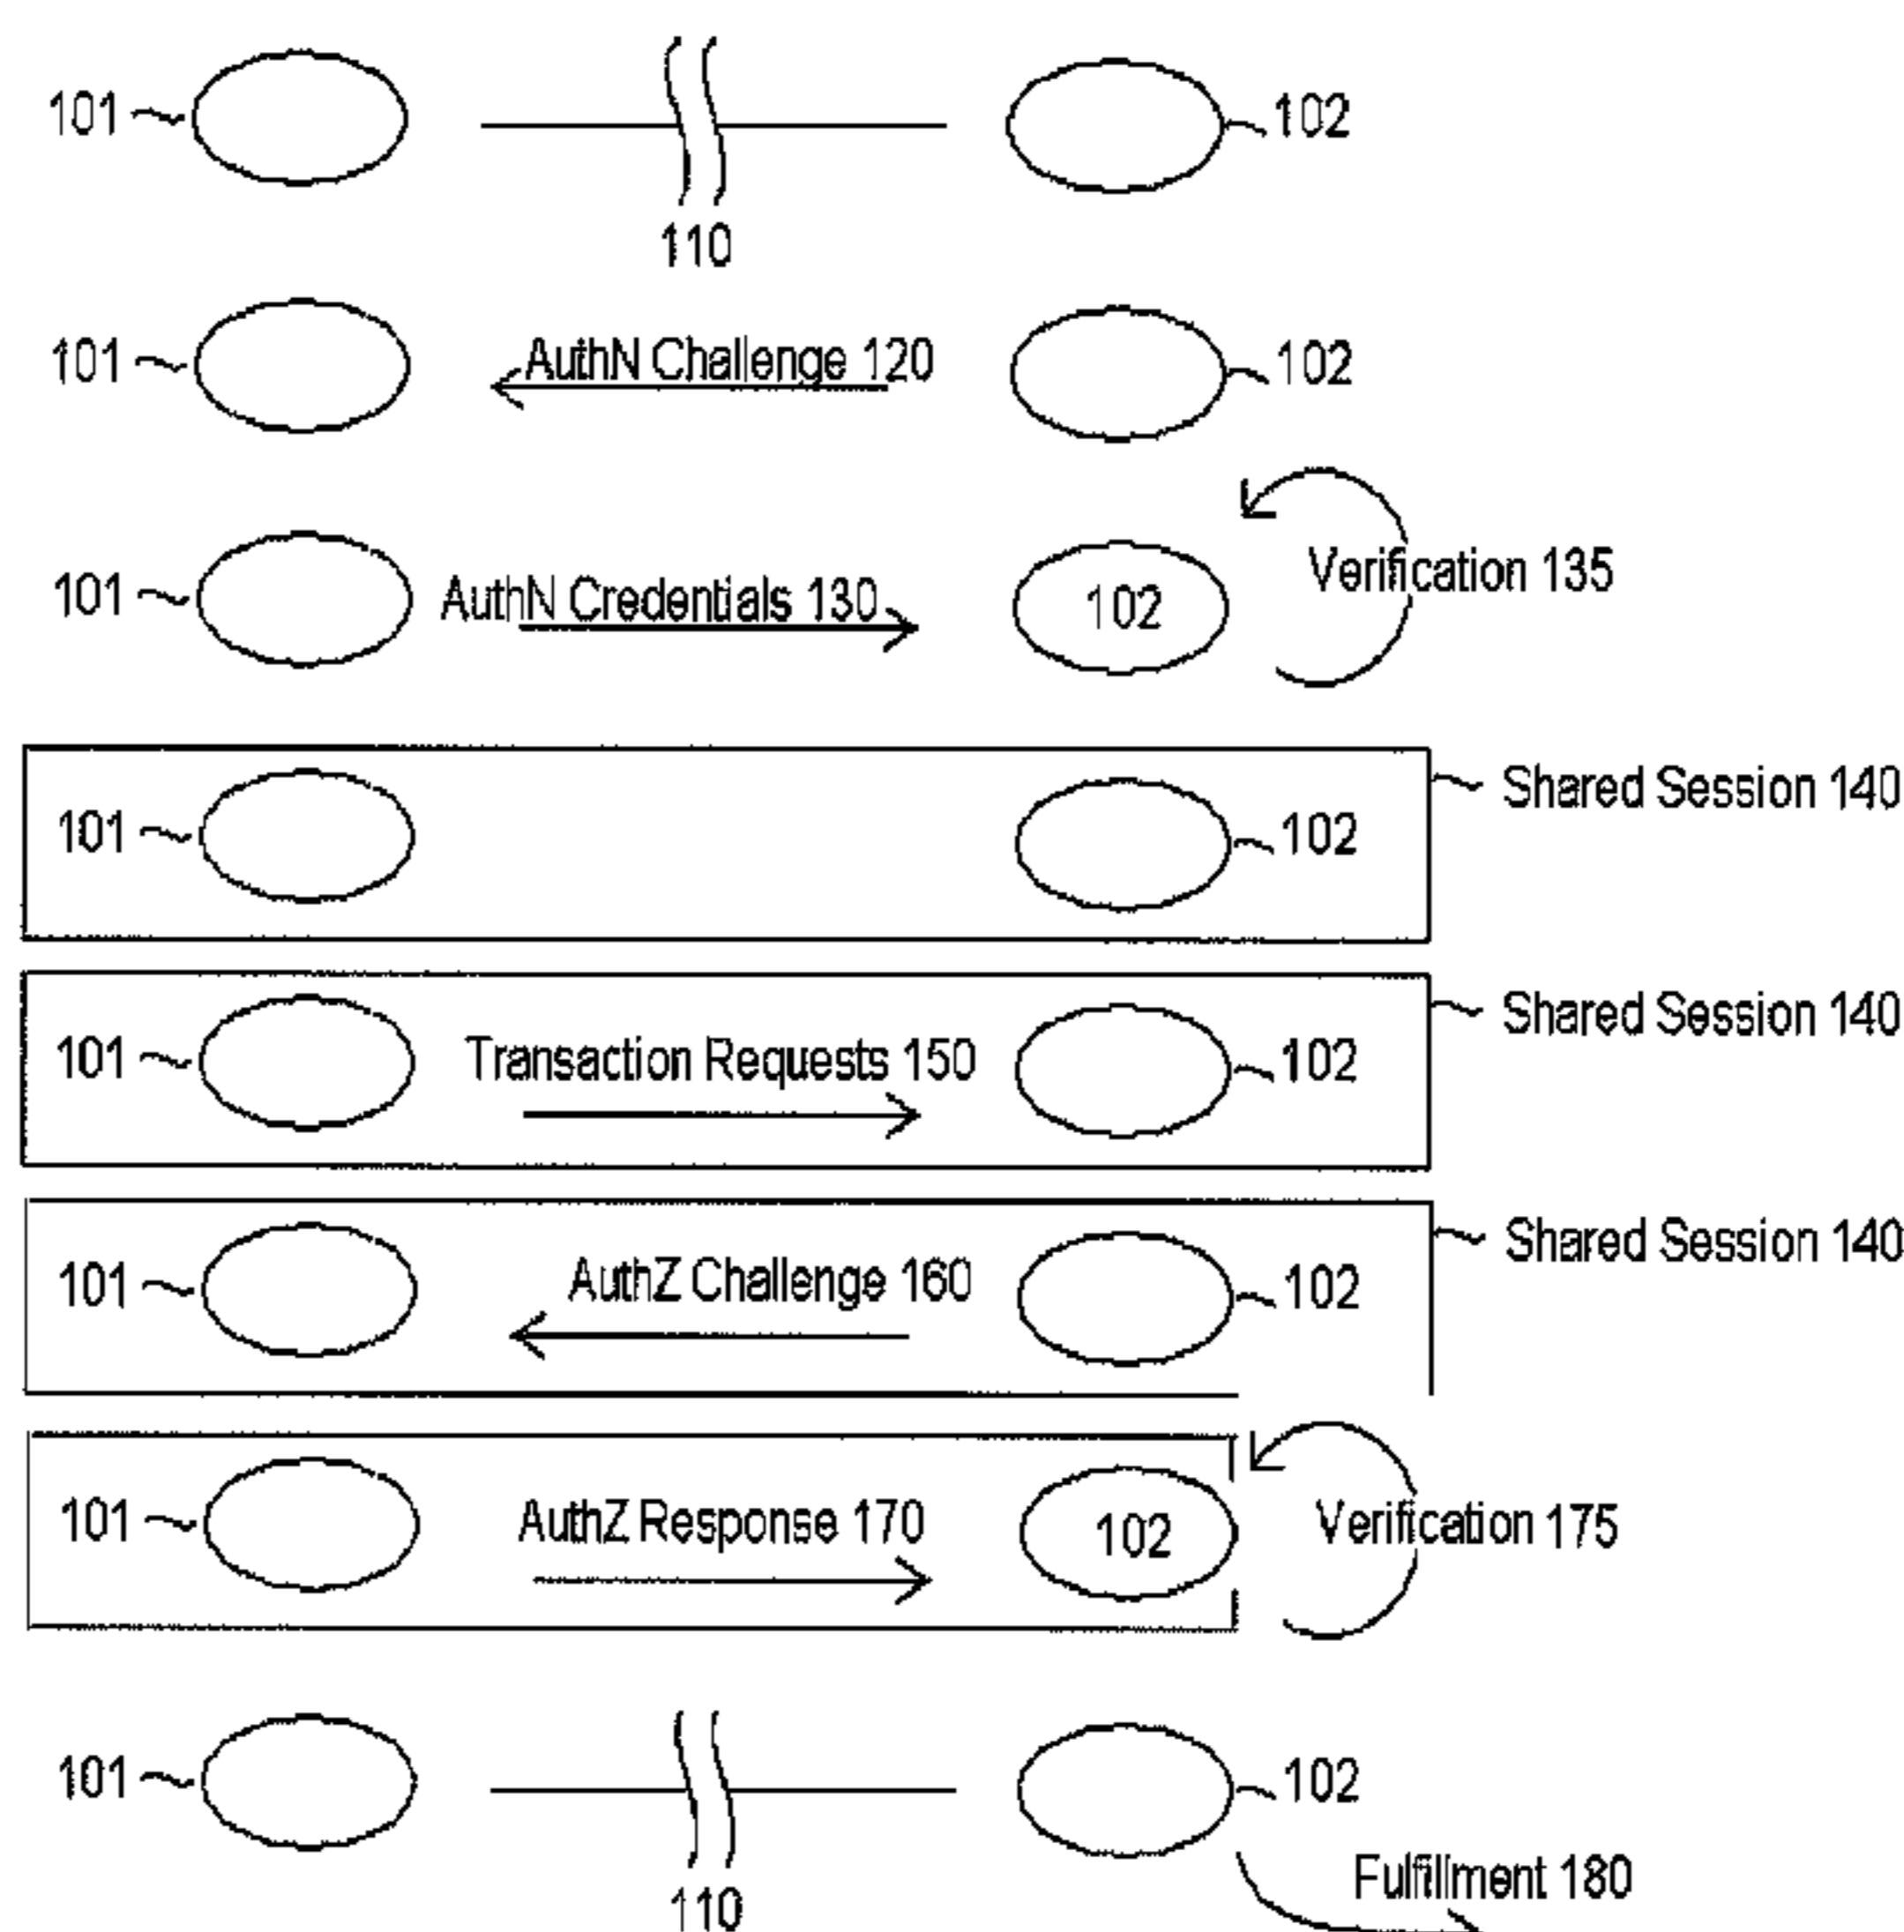 101
102
110
101
AuthN Challenge 120
102
101
AuthN Credentials 130
102
Verification 135
101
102
Shared Session 140
101
Transaction Requests 150
102
Shared Session 140
101
AuthZ Challenge 160
102
Shared Session 140
101
AuthZ Response 170
102
Verification 175
101
102
110
Fulfillment 180